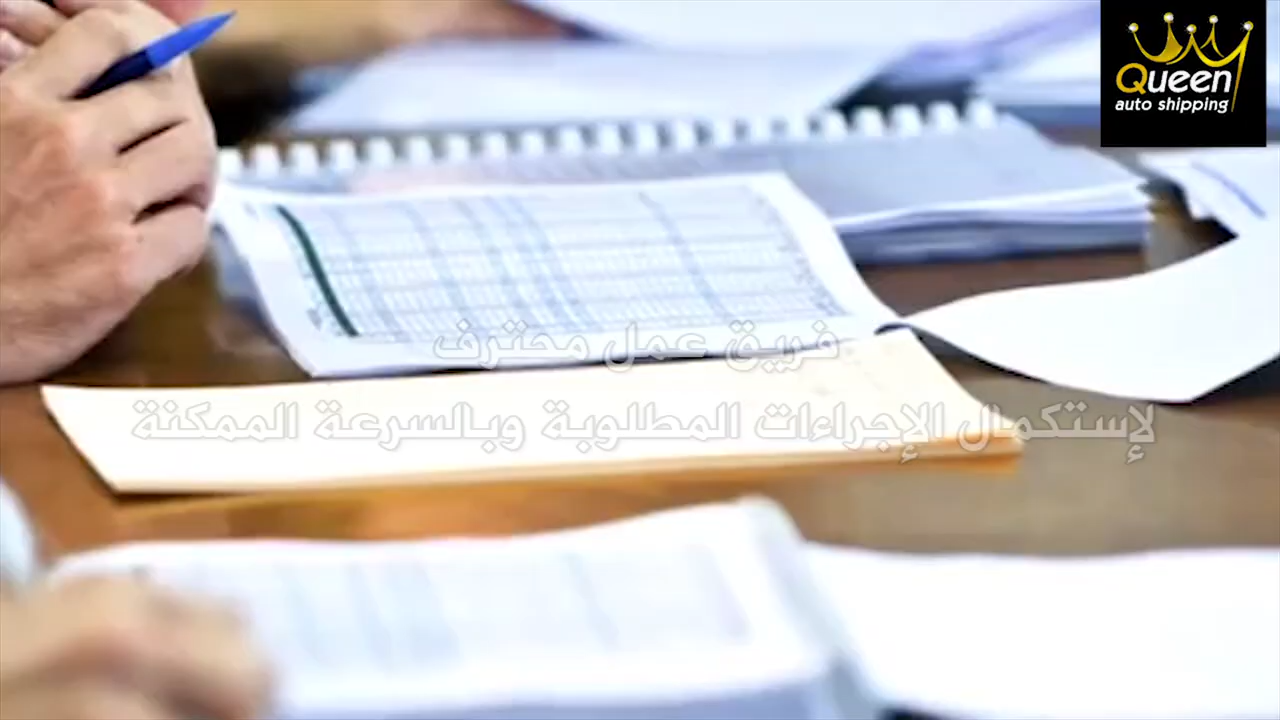 Queen
auto shipping
فريق عمل محترف
لإستكمال الإجراءات المطلوبة وبالسرعة الممكنة